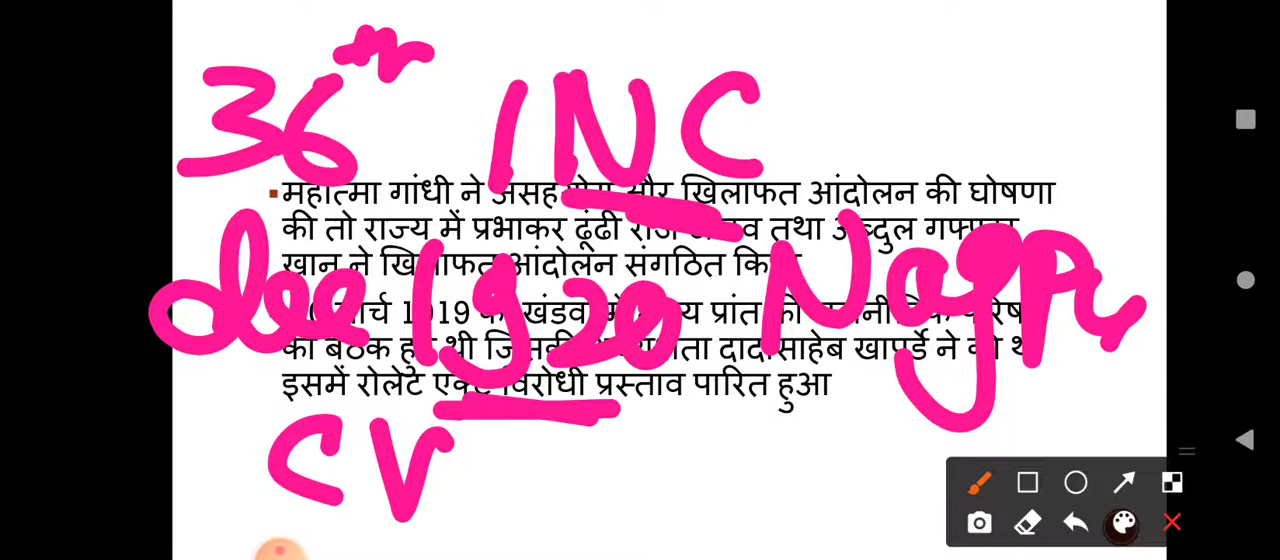 36th INC
महात्मा गांधी ने असह और खिलाफत आंदोलन की घोषणा
की तो राज्य में प्रभाकर ढूंढी राज तथा अब्दुल गफ्फार
खान ने खिलाफत आंदोलन संगठित किया
dec 1920 Nagpur
मार्च 1919 को खंडवा में प्रांत की
की बैठक हुई थी जिसकी दादासाहेब खापर्डे ने की थी
इसमें रोलेट एक्ट विरोधी प्रस्ताव पारित हुआ
CV